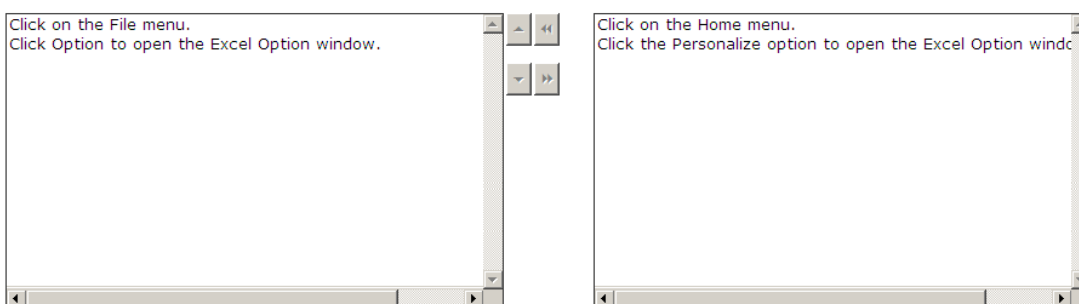 Click on the File menu.
Click Option to open the Excel Option window.
Click on the Home menu.
Click the Personalize option to open the Excel Option